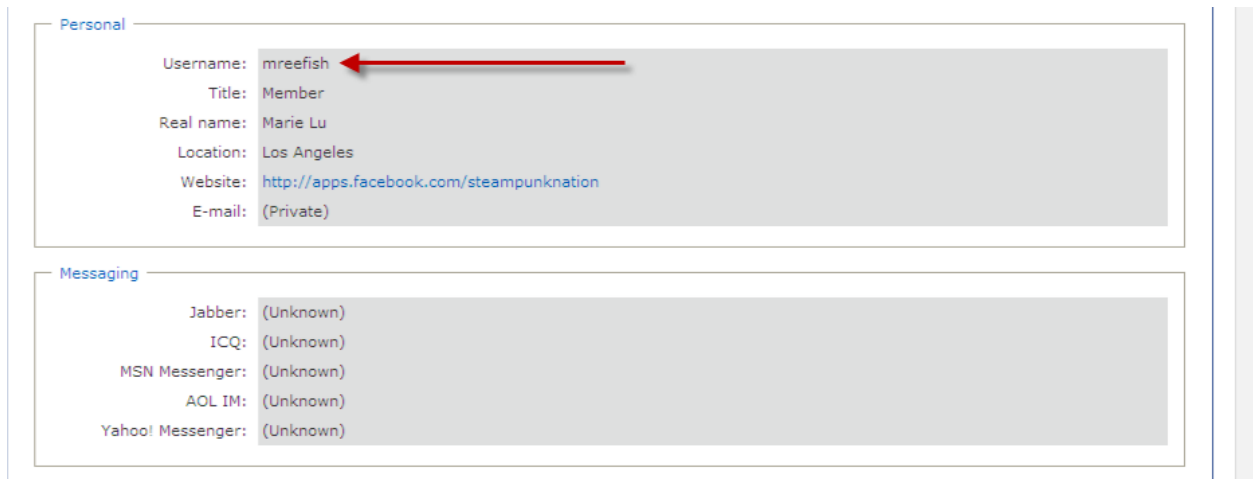 Personal
Username: mreefish
Title: Member
Real name: Marie Lu
Location: Los Angeles
Website: http://apps.facebook.com/steampunknation
E-mail: (Private)
Messaging
Jabber: (Unknown)
ICQ: (Unknown)
MSN Messenger: (Unknown)
AOL IM: (Unknown)
Yahoo! Messenger: (Unknown)